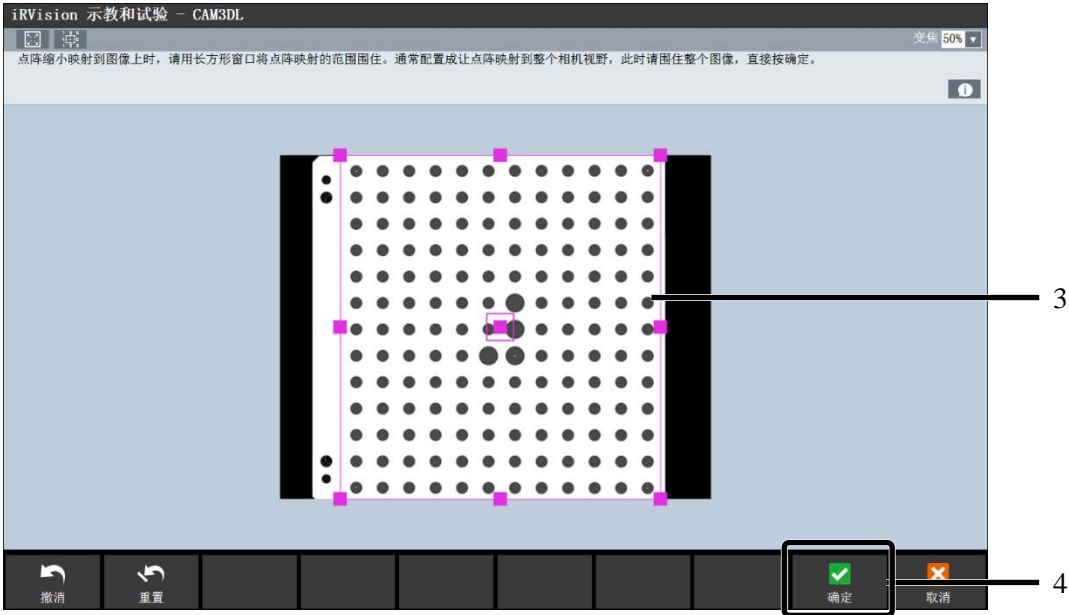 iRVision 示教和试验 - CAM3DL
变焦 50%
点阵缩小映射到图像上时，请用长方形窗口将点阵映射的范围围住。通常配置成让点阵映射到整个相机视野，此时请围住整个图像，直接按确定。
3
4
撤消
重置
确定
取消